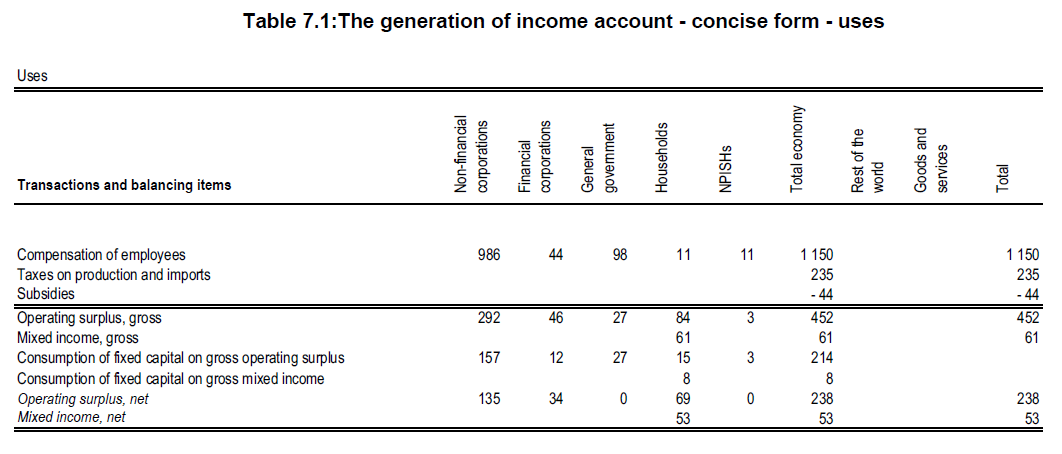 Table 7.1:The generation of income account - concise form - uses
Uses
Transactions and balancing items Non-financial corporations Financial corporations General government Households NPISHs Total economy Rest of the world Goods and services Total
Compensation of employees 986 44 98 11 11 1 150 1 150
Taxes on production and imports 235 235
Subsidies - 44 - 44
Operating surplus, gross 292 46 27 84 3 452 452
Mixed income, gross 61 61 61
Consumption of fixed capital on gross operating surplus 157 12 27 15 3 214
Consumption of fixed capital on gross mixed income 8 8
Operating surplus, net 135 34 0 69 0 238 238
Mixed income, net 53 53 53